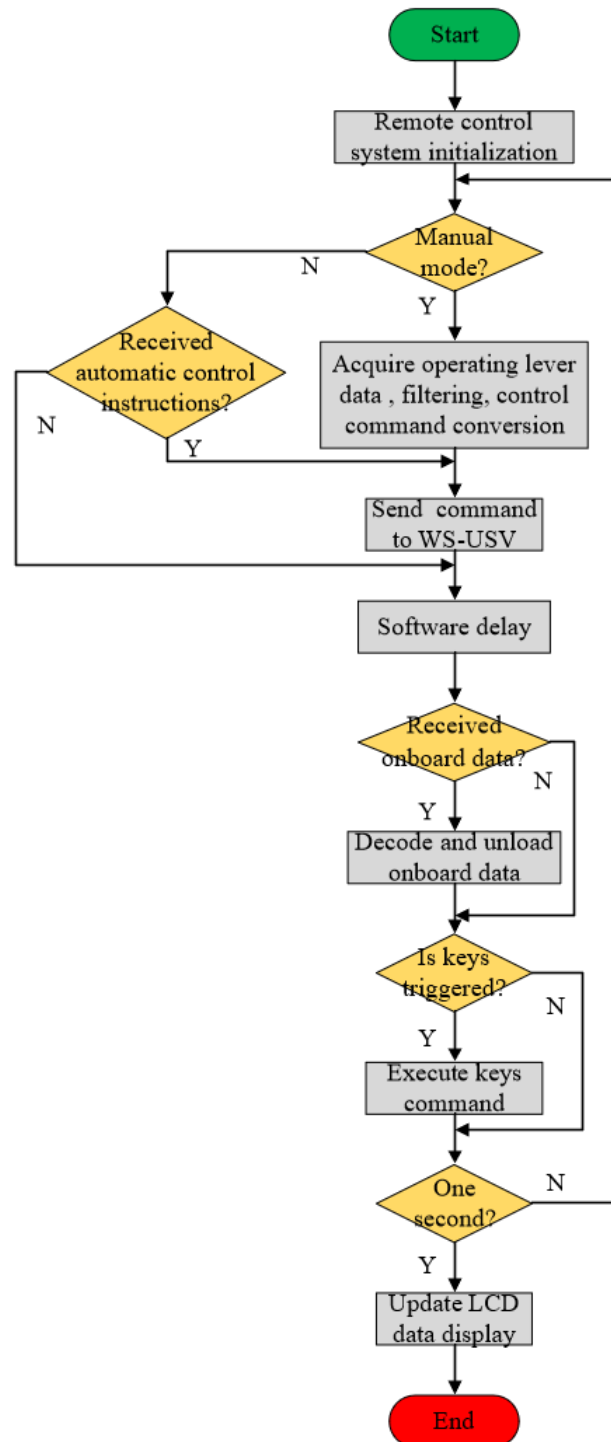 Start
Remote control
system initialization
Manual
mode?
N
Y
Received
automatic control
instructions?
N
Y
Acquire operating lever
data , filtering, control
command conversion
Send  command
to WS-USV
Software delay
Received
onboard data?
N
Y
Decode and unload
onboard data
Is keys
triggered?
N
Y
Execute keys
command
One
second?
N
Y
Update LCD
data display
End